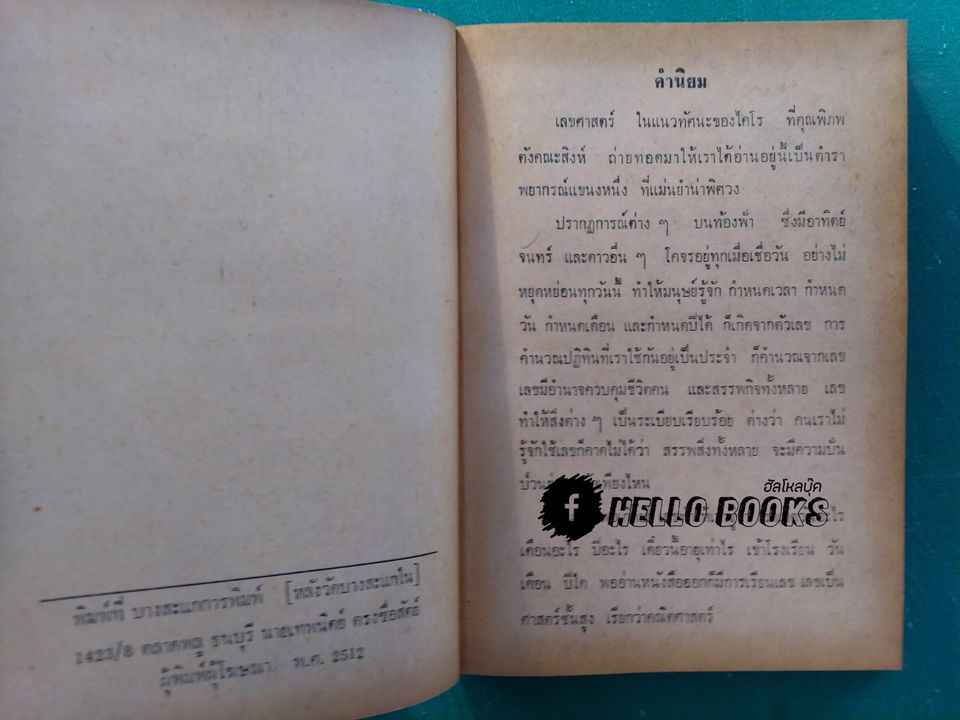 พิมพ์ที่ บางสะแกการพิมพ์ [หลังวัดบางสะแกใน]
1423/8 ตลาดพลู ธนบุรี นายเทพนิตย์ ตรงชื่อสัตย์
ผู้พิมพ์ผู้โฆษณา. พ.ศ. 2512
คำนิยม
เลขศาสตร์ ในแนวทัศนะของไคโร ที่คุณพิภพ
ตังคณะสิงห์ ถ่ายทอดมาให้เราได้อ่านอยู่นี้เป็นตำรา
พยากรณ์แขนงหนึ่ง ที่แม่นยำน่าพิศวง
ปรากฏการณ์ต่าง ๆ บนท้องฟ้า ซึ่งมีอาทิตย์
จันทร์ และดาวอื่น ๆ โคจรอยู่ทุกเมื่อเชื่อวัน อย่างไม่
หยุดหย่อนทุกวันนี้ ทำให้มนุษย์รู้จัก กำหนดเวลา กำหนด
วัน กำหนดเดือน และกำหนดปีได้ ก็เกิดจากตัวเลข การ
คำนวณปฏิทินที่เราใช้กันอยู่เป็นประจำ ก็คำนวณจากเลข
เลขมีอำนาจควบคุมชีวิตคน และสรรพกิจทั้งหลาย เลข
ทำให้สิ่งต่าง ๆ เป็นระเบียบเรียบร้อย ต่างว่า คนเราไม่
รู้จักใช้เลขก็คาดไม่ได้ว่า สรรพสิ่งทั้งหลาย จะมีความปั่น
ป่วน เพียงไหน
ฮัลโหลบุ๊ค
f HELLO BOOKS
เดือนอะไร ปีอะไร เดี๋ยวนี้อายุเท่าไร เข้าโรงเรียน วัน
เดือน ปีใด พออ่านหนังสือออกก็มีการเรียนเลข เลขเป็น
ศาสตร์ชั้นสูง เรียกว่าคณิตศาสตร์